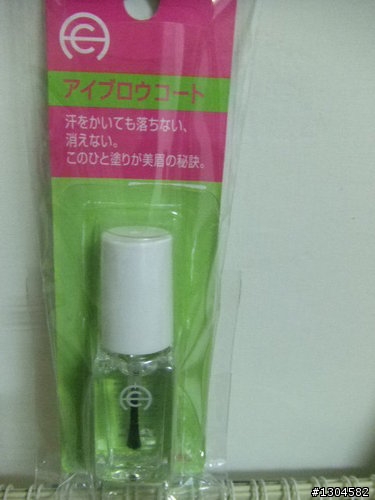 アイブロウコート
汗をかいても落ちない、
消えない。
このひと塗りが美眉の秘訣。
#1304582